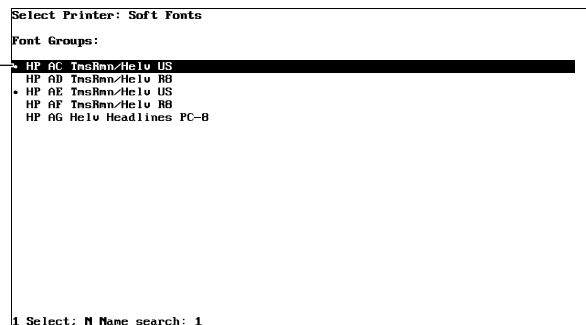 Select Printer: Soft Fonts
Font Groups:
• HP AC TmsRmn/Helv US
HP AD TmsRmn/Helv R8
• HP AE TmsRmn/Helv US
HP AF TmsRmn/Helv R8
HP AG Helv Headlines PC-8
1 Select; N Name search: 1